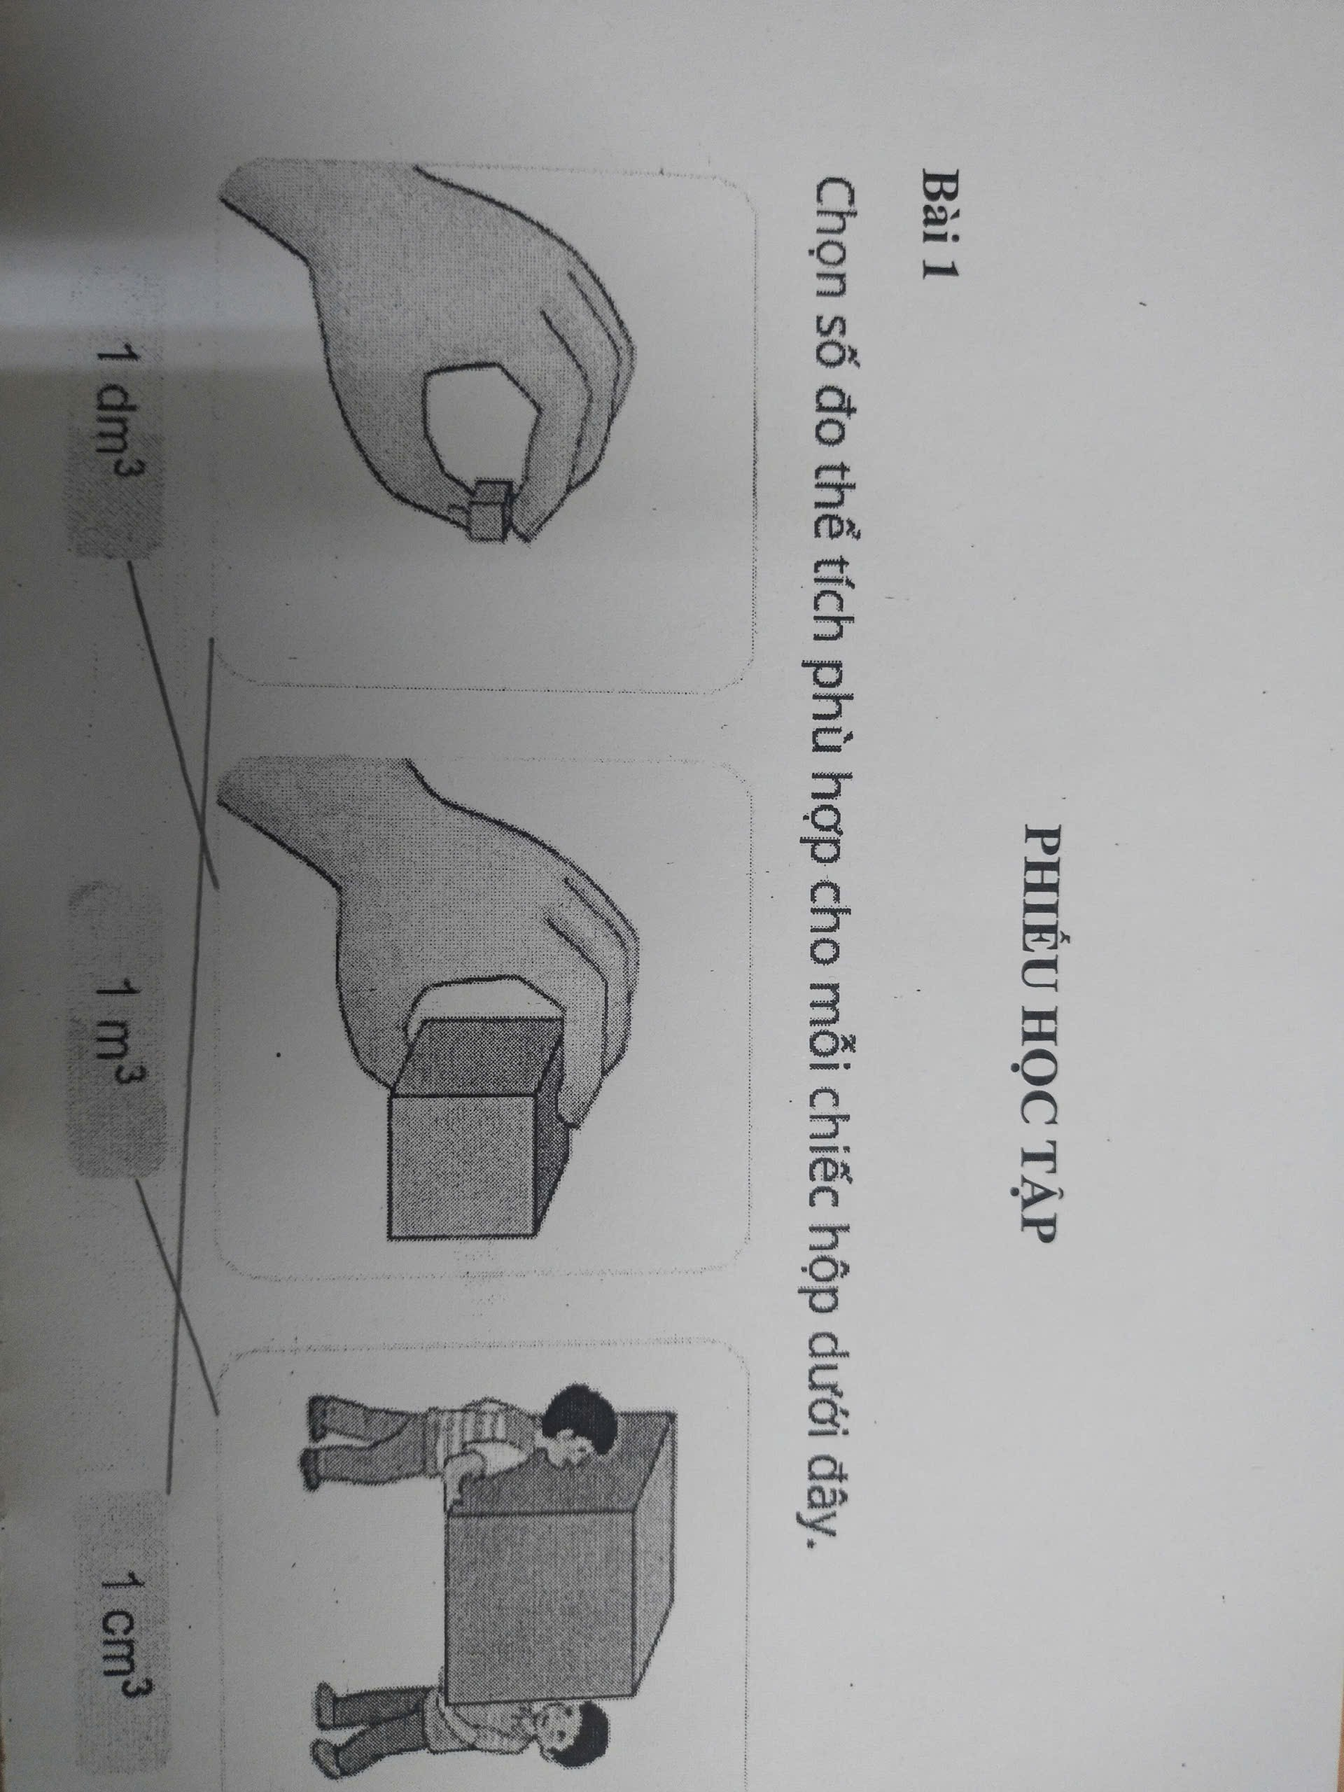 PHIẾU HỌC TẬP
Bài 1
Chọn số đo thể tích phù hợp cho mỗi chiếc hộp dưới đây.
1 dm³
1 m³
1 cm³